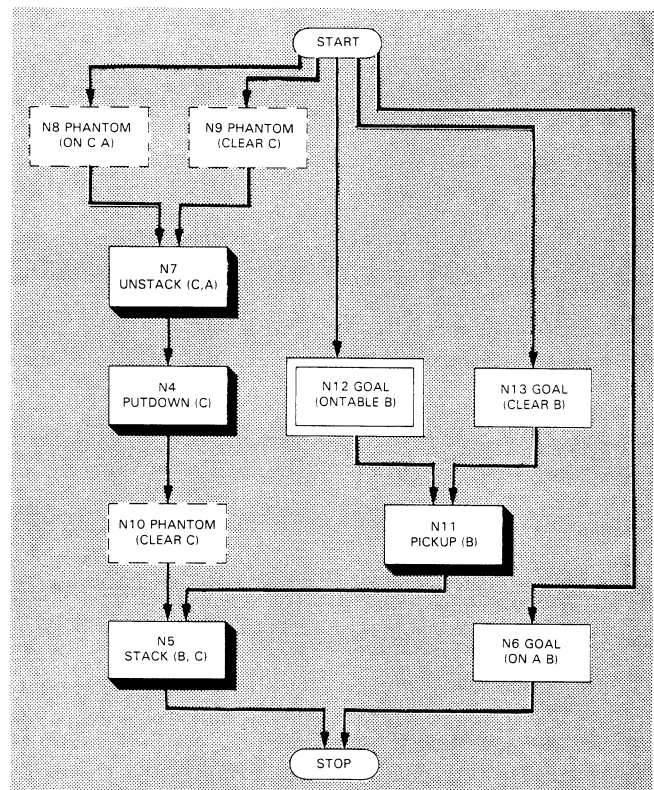 START
N8 PHANTOM
(ON C A)
N9 PHANTOM
(CLEAR C)
N7
UNSTACK (C,A)
N4
PUTDOWN (C)
N12 GOAL
(ONTABLE B)
N13 GOAL
(CLEAR B)
N10 PHANTOM
(CLEAR C)
N11
PICKUP (B)
N5
STACK (B, C)
N6 GOAL
(ON A B)
STOP